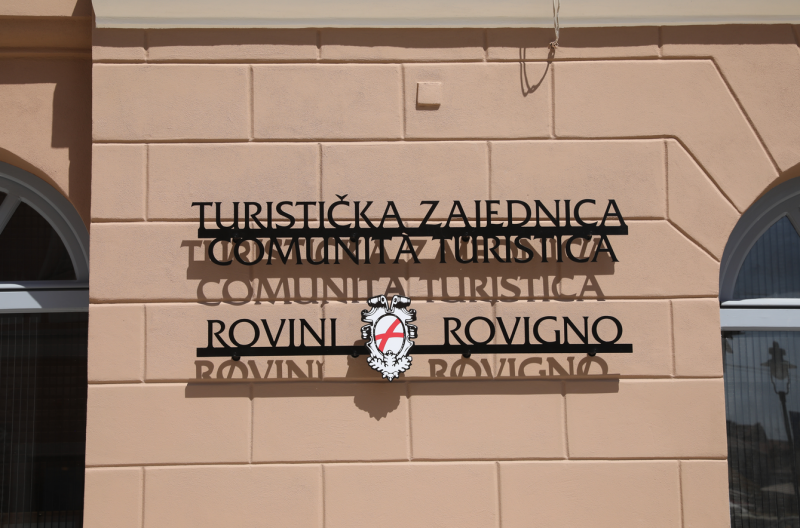 TURISTIČKA ZAJEDNICA
COMUNITÀ TURISTICA
ROVINJ ROVIGNO